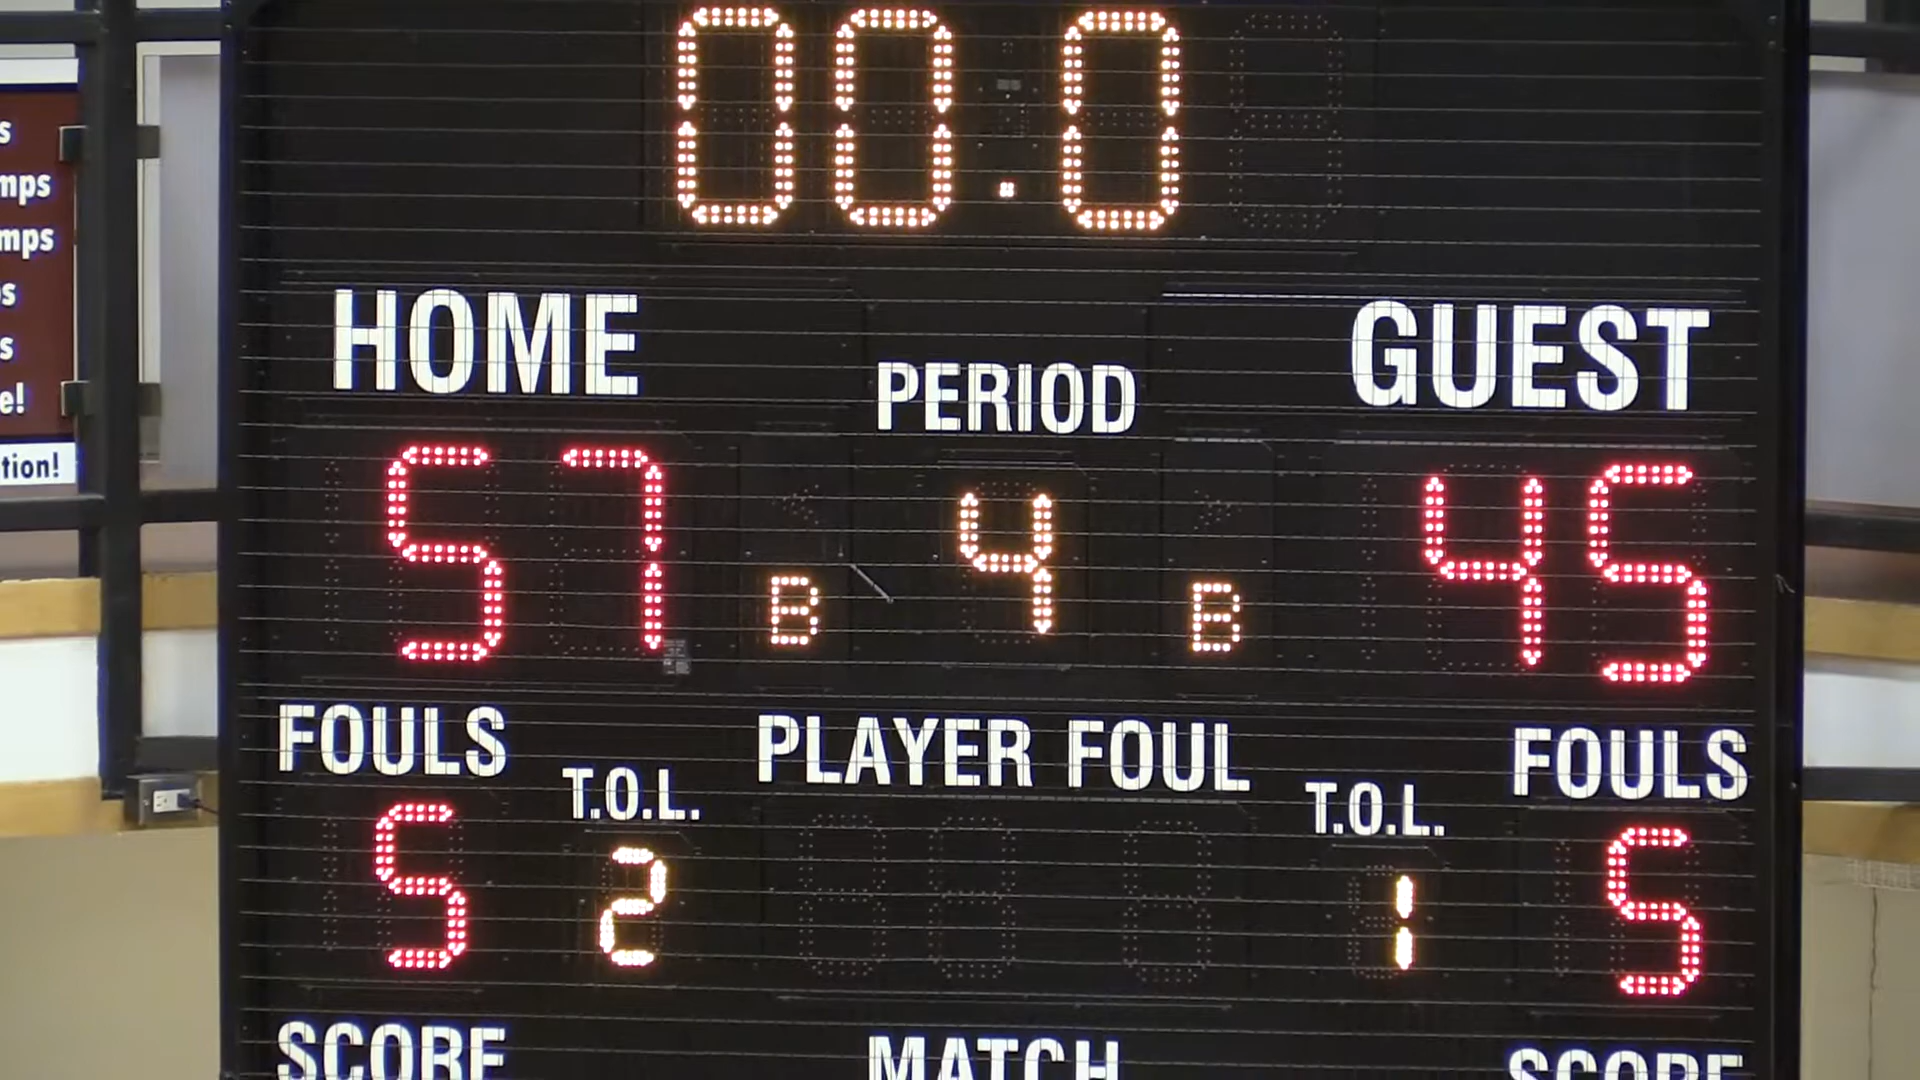 00.0
HOME
PERIOD
GUEST
57
B
4
B
45
FOULS
T.O.L.
PLAYER FOUL
T.O.L.
FOULS
5
2
1
5
SCORE
MATCH
SCORE
s
mps
mps
s
s
e!
tion!